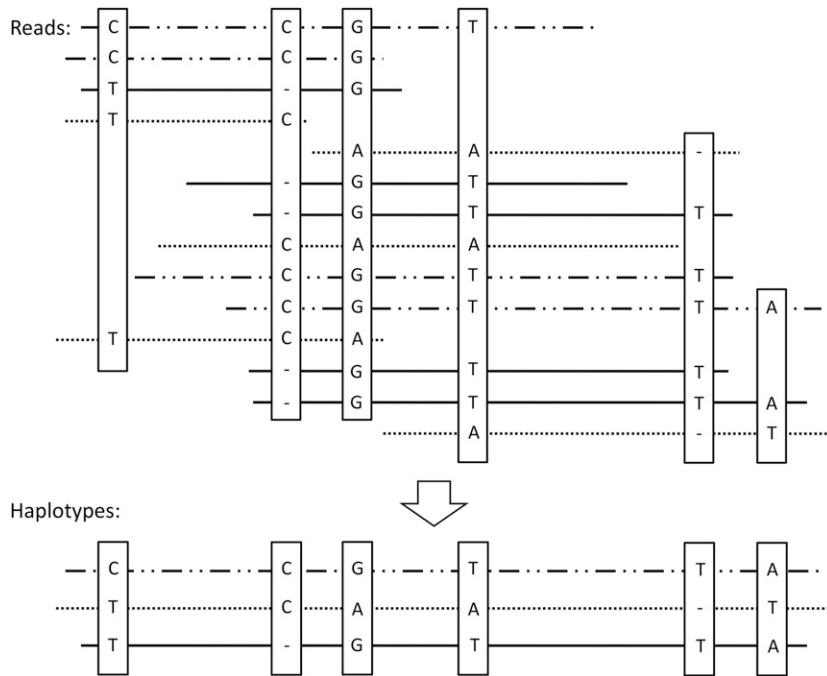 Reads: C C G T
C C G
T - G
T C
A A -
- G T
- G T T
C A A
C G T T
C G T T A
T C A
- G T T
- G T T A
A - T
Haplotypes:
C C G T T A
T C A A - T
T - G T T A